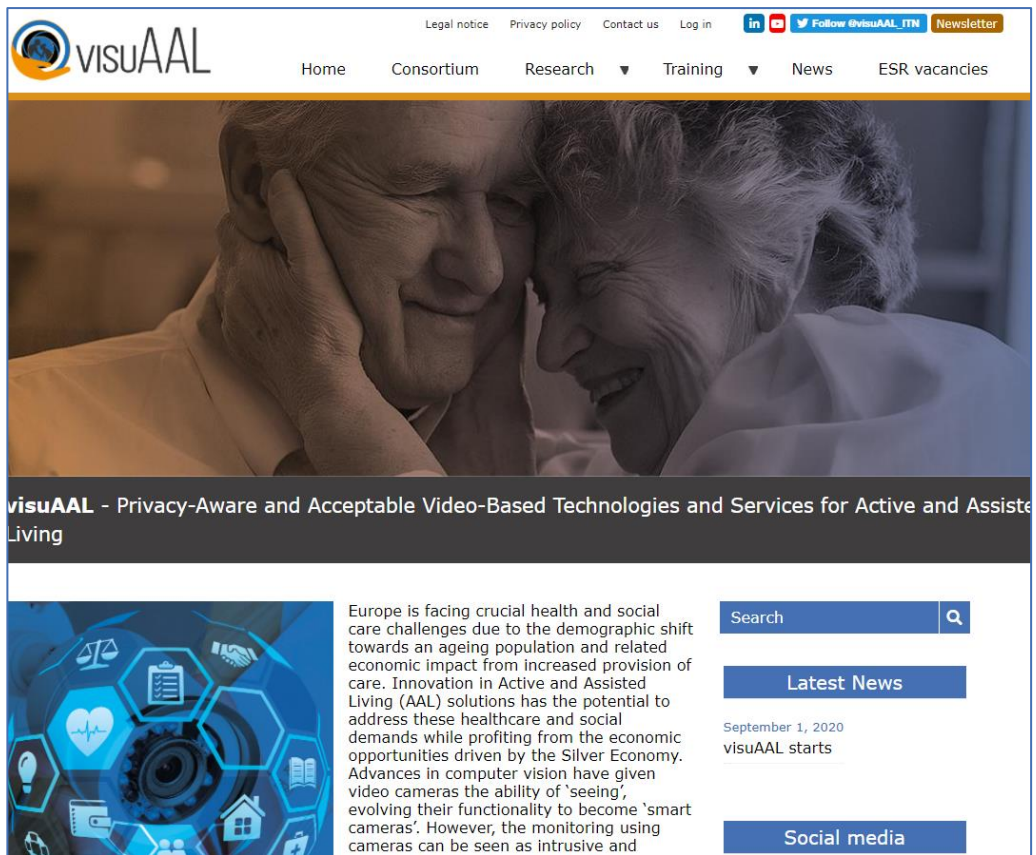 visuAAL
Legal notice Privacy policy Contact us Log in in Follow @visuAAL_ITN Newsletter
Home Consortium Research Training News ESR vacancies
visuAAL - Privacy-Aware and Acceptable Video-Based Technologies and Services for Active and Assiste
Living
Europe is facing crucial health and social
care challenges due to the demographic shift
towards an ageing population and related
economic impact from increased provision of
care. Innovation in Active and Assisted
Living (AAL) solutions has the potential to
address these healthcare and social
demands while profiting from the economic
opportunities driven by the Silver Economy.
Advances in computer vision have given
video cameras the ability of ‘seeing’,
evolving their functionality to become ‘smart
cameras’. However, the monitoring using
cameras can be seen as intrusive and
Search
Latest News
September 1, 2020
visuAAL starts
Social media